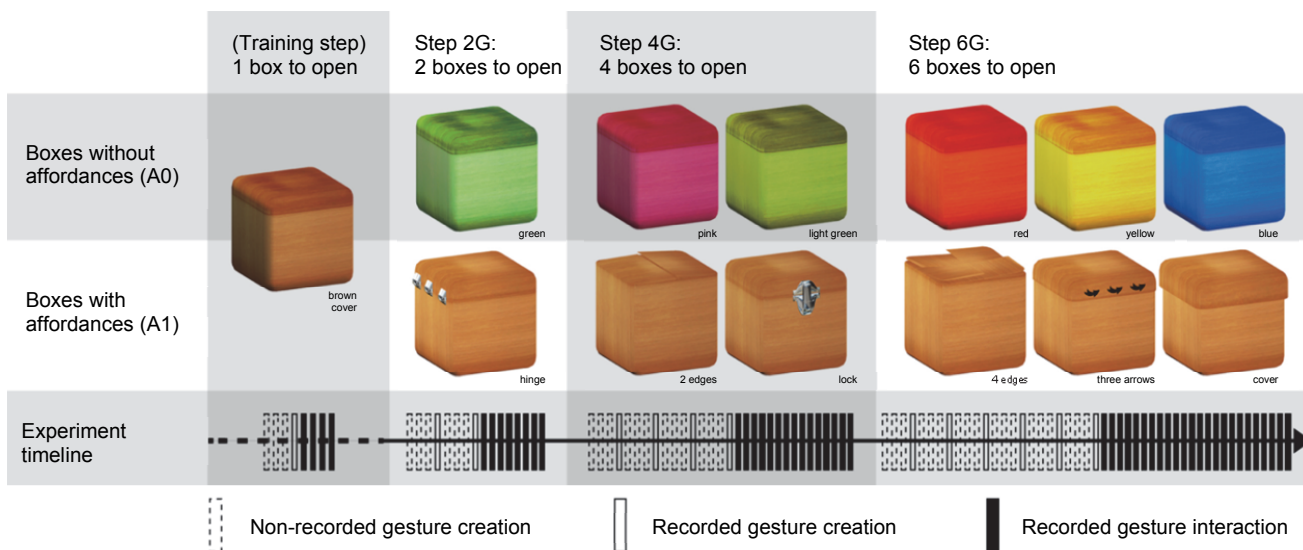 (Training step)
1 box to open
Step 2G:
2 boxes to open
Step 4G:
4 boxes to open
Step 6G:
6 boxes to open
Boxes without
affordances (A0)
green
pink
light green
red
yellow
blue
brown
cover
Boxes with
affordances (A1)
hinge
2 edges
lock
4 edges
three arrows
cover
Experiment
timeline
Non-recorded gesture creation
Recorded gesture creation
Recorded gesture interaction